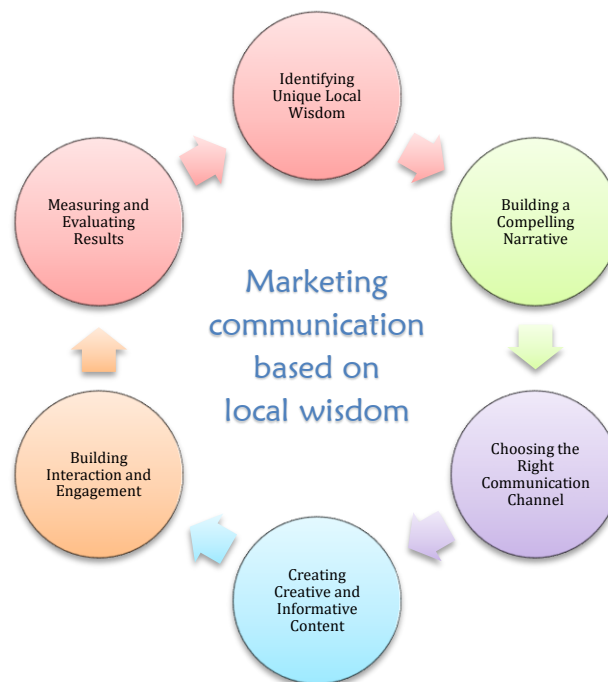 Identifying
Unique Local
Wisdom
Building a
Compelling
Narrative
Choosing the
Right
Communication
Channel
Creating
Creative and
Informative
Content
Building
Interaction and
Engagement
Measuring and
Evaluating
Results
Marketing
communication
based on
local wisdom